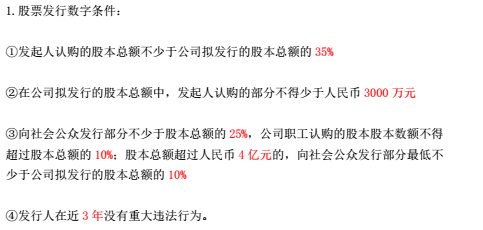 1.股票发行数字条件：
①发起人认购的股本总额不少于公司拟发行的股本总额的 35%
②在公司拟发行的股本总额中，发起人认购的部分不得少于人民币 3000 万元
③向社会公众发行部分不少于股本总额的 25%，公司职工认购的股本股本数额不得
超过股本总额的 10%；股本总额超过人民币 4 亿元的，向社会公众发行部分最低不
少于公司拟发行的股本总额的 10%
④发行人在近 3 年没有重大违法行为。